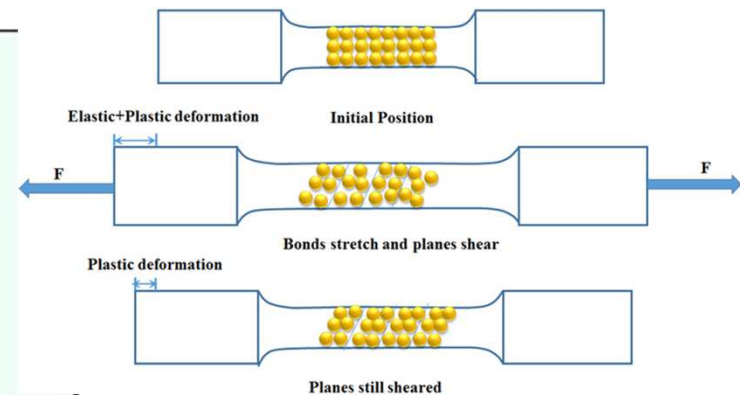 Initial Position
Elastic+Plastic deformation
F
F
Bonds stretch and planes shear
Plastic deformation
Planes still sheared